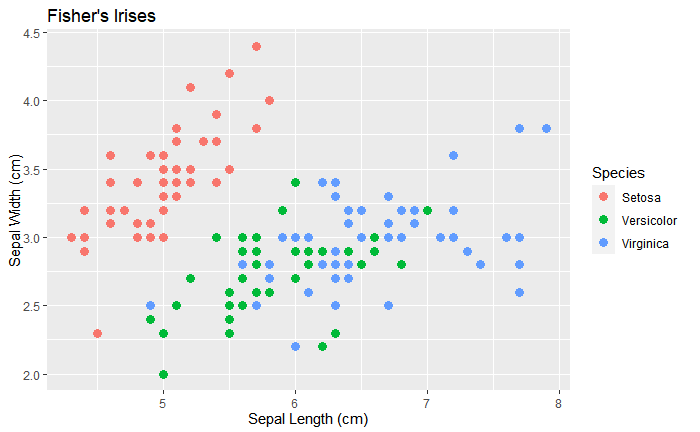 Fisher's Irises
4.5
4.0
3.5
3.0
2.5
2.0
Sepal Width (cm)
5
6
7
8
Sepal Length (cm)
Species
Setosa
Versicolor
Virginica